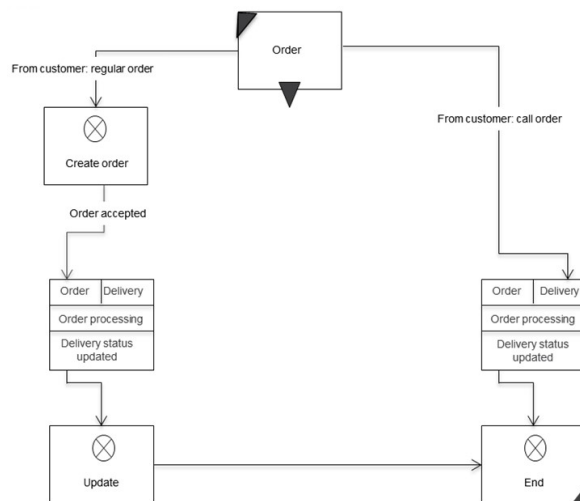 Order
From customer: regular order
From customer: call order
Create order
Order accepted
Order Delivery
Order processing
Delivery status
updated
Order Delivery
Order processing
Delivery status
updated
Update
End